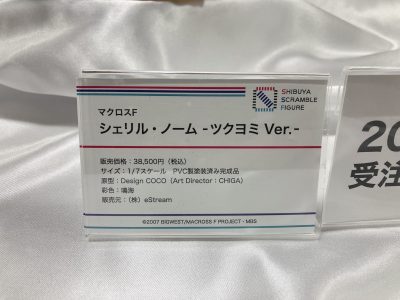 SHIBUYA
SCRAMBLE
FIGURE
マクロスF
シェリル・ノーム -ツクヨミ Ver.-
販売価格：38,500円（税込）
サイズ：1/7スケール PVC製塗装済み完成品
原型：Design COCO（Art Director：CHIGA）
彩色：鳴海
販売元：（株）eStream
©2007 BIGWEST/MACROSS F PROJECT・MBS
20
受注